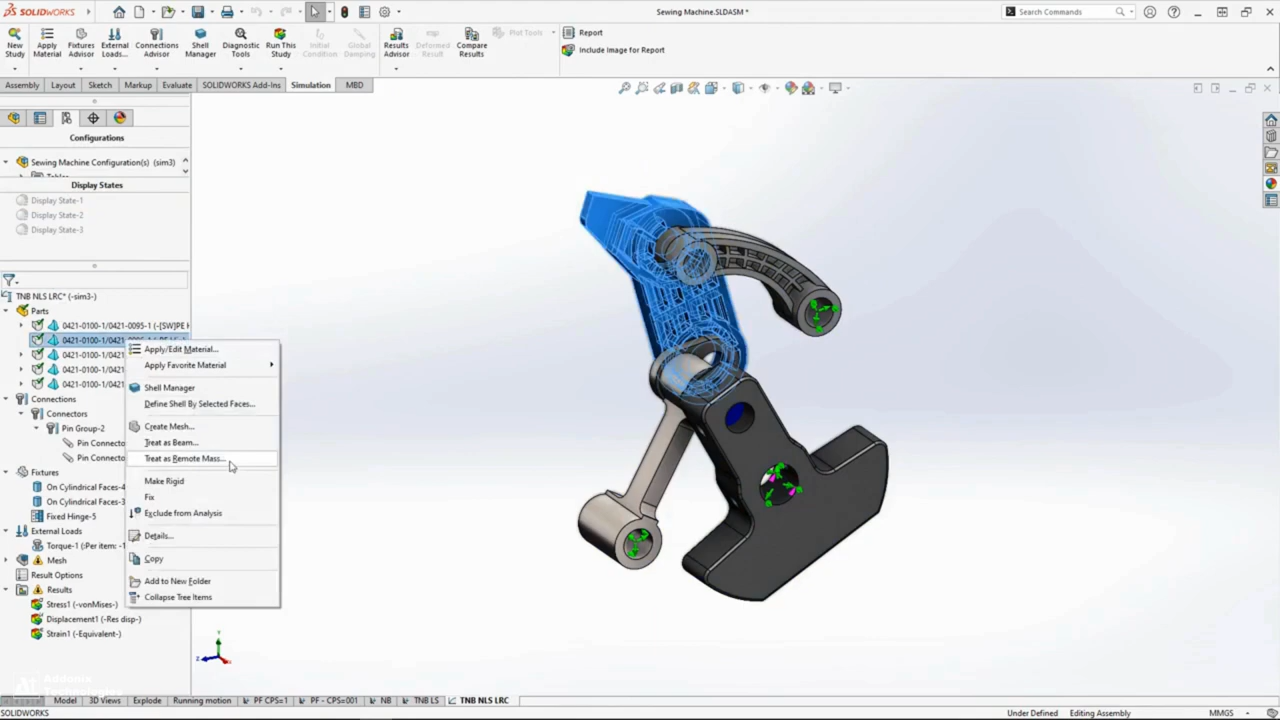 SOLIDWORKS
Sewing Machine.SLDASM *
Search Commands
New Study
Apply Material
Fixtures Advisor
External Loads...
Connections Advisor
Shell Manager
Diagnostic Tools
Run This Study
Initial Condition
Global Damping
Results Advisor
Deformed Result
Compare Results
Plot Tools
Report
Include Image for Report
Assembly Layout Sketch Markup Evaluate SOLIDWORKS Add-Ins Simulation MBD
Configurations
Sewing Machine Configuration(s) (sim3)
Tables
Display States
Display State-1
Display State-2
Display State-3
TNB NLS LRC* (-sim3-)
Parts
0421-0100-1/0421-0095-1 (-[SW]PE H
0421-0100-1/0421-0096-1
0421-0100-1/0421-0
0421-0100-1/0421-0
0421-0100-1/0421-0
Connections
Connectors
Pin Group-2
Pin Connecto
Pin Connecto
Fixtures
On Cylindrical Faces-4
On Cylindrical Faces-3
Fixed Hinge-5
External Loads
Torque-1 (:Per item: -1
Mesh
Result Options
Results
Stress1 (-vonMises-)
Displacement1 (-Res disp-)
Strain1 (-Equivalent-)
Apply/Edit Material...
Apply Favorite Material
Shell Manager
Define Shell By Selected Faces...
Create Mesh...
Treat as Beam...
Treat as Remote Mass...
Make Rigid
Fix
Exclude from Analysis
Details...
Copy
Add to New Folder
Collapse Tree Items
Y
Z
X
Addonix
Technologies
Model 3D Views Explode Running motion PF CPS=1 PF - CPS=001 NB TNB LS TNB NLS LRC
SOLIDWORKS
Under Defined Editing Assembly MMGS